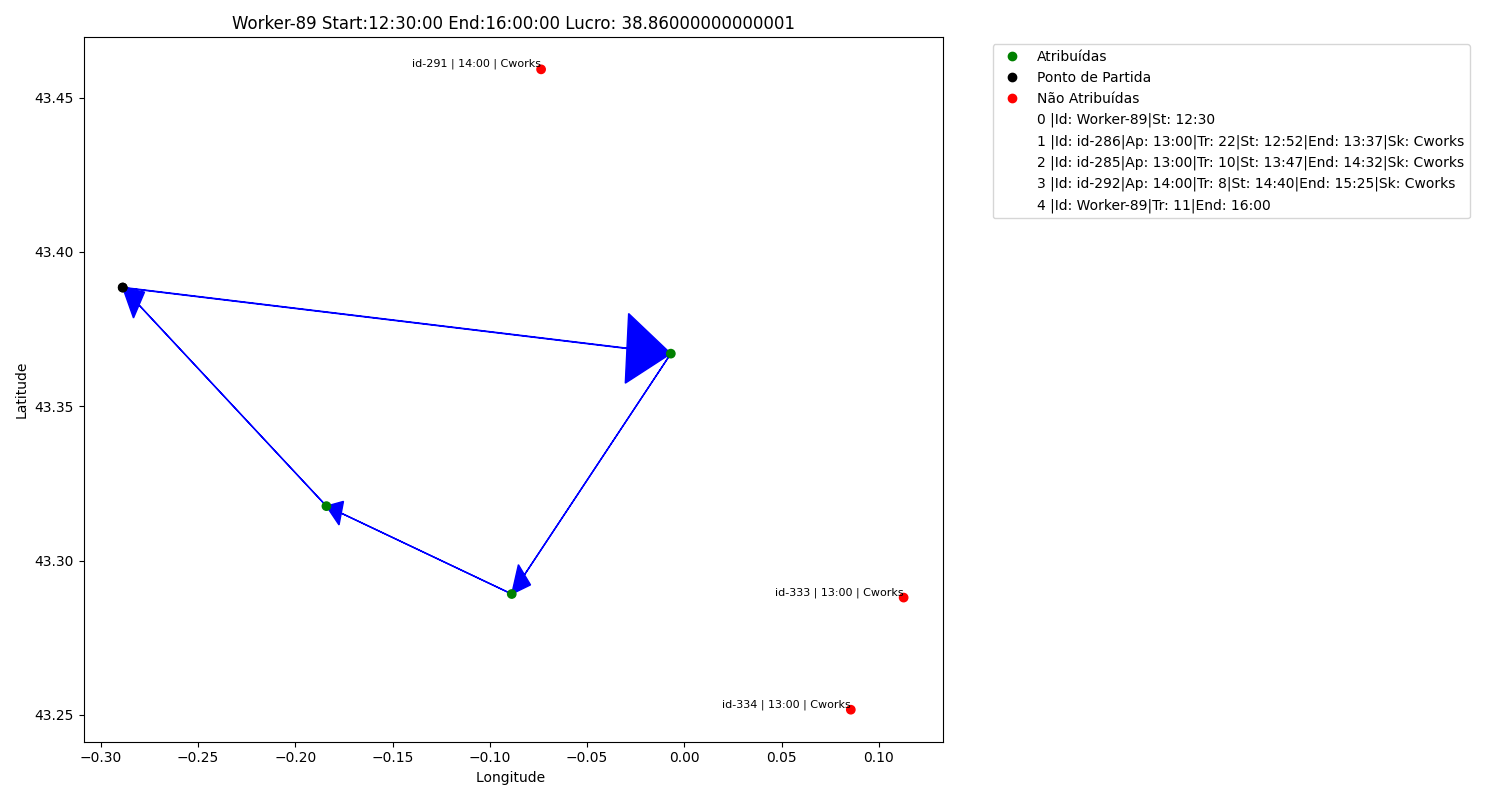 Worker-89 Start:12:30:00 End:16:00:00 Lucro: 38.86000000000001
id-291 | 14:00 | Cworks
id-333 | 13:00 | Cworks
id-334 | 13:00 | Cworks
43.45
43.40
43.35
43.30
43.25
Latitude
−0.30 −0.25 −0.20 −0.15 −0.10 −0.05 0.00 0.05 0.10
Longitude
Atribuídas
Ponto de Partida
Não Atribuídas
0 |Id: Worker-89|St: 12:30
1 |Id: id-286|Ap: 13:00|Tr: 22|St: 12:52|End: 13:37|Sk: Cworks
2 |Id: id-285|Ap: 13:00|Tr: 10|St: 13:47|End: 14:32|Sk: Cworks
3 |Id: id-292|Ap: 14:00|Tr: 8|St: 14:40|End: 15:25|Sk: Cworks
4 |Id: Worker-89|Tr: 11|End: 16:00